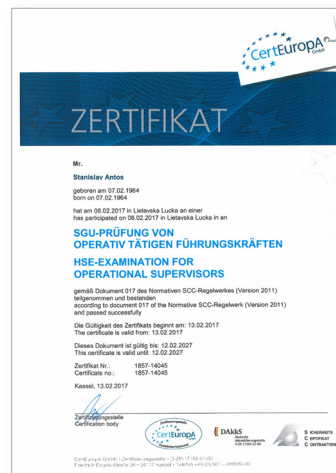 CertEuropA
GmbH
ZERTIFIKAT
Mr.
Stanislav Antos
geboren am 07.02.1964
born on 07.02.1964
hat am 08.02.2017 in Lietavska Lucka an einer
has participated on 08.02.2017 in Lietavska Lucka in an
SGU-PRÜFUNG VON
OPERATIV TÄTIGEN FÜHRUNGSKRÄFTEN
HSE-EXAMINATION FOR
OPERATIONAL SUPERVISORS
gemäß Dokument 017 des Normativen SCC-Regelwerkes (Version 2011)
teilgenommen und bestanden
according to document 017 of the Normative SCC-Regelwerk (Version 2011)
and passed successfully
Die Gültigkeit des Zertifikats beginnt am: 13.02.2017
The certificate is valid from: 13.02.2017
Dieses Dokument ist gültig bis: 12.02.2027
This certificate is valid until: 12.02.2027
Zertifikat Nr.: 1857-14045
Certificate no.: 1857-14045
Kassel, 13.02.2017
Zertifizierungsstelle
Certification body
CertEuropA
DAkkS
Deutsche
Akkreditierungsstelle
SICHERHEITS
CERTIFIKAT
CONTRAKTOREN